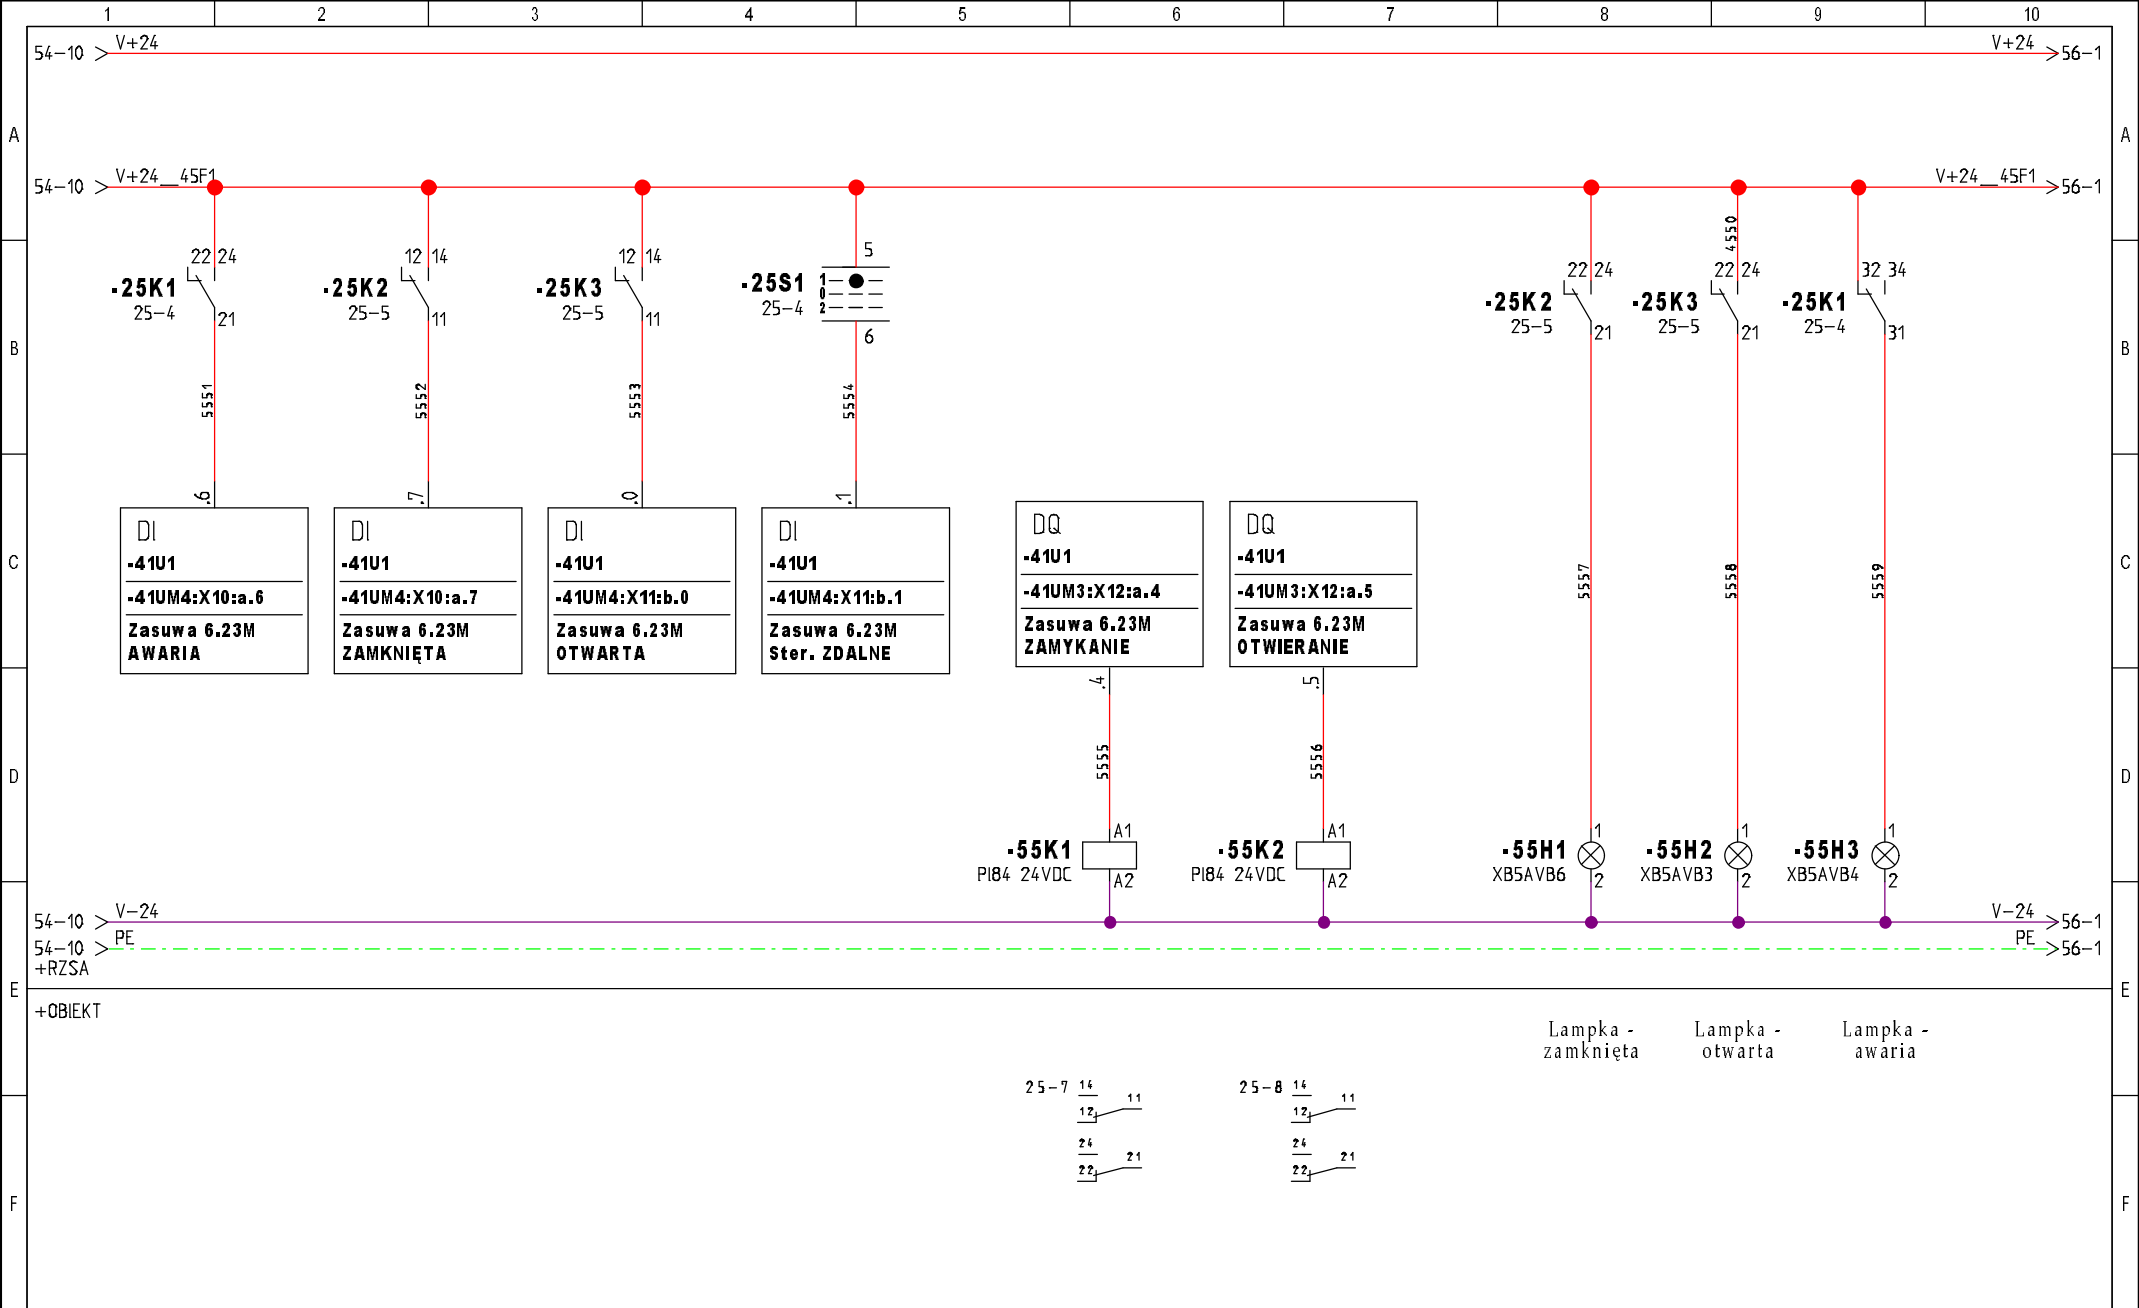 1 2 3 4 5 6 7 8 9 10
54-10 V+24 V+24 56-1
A A
54-10 V+24__45F1 V+24__45F1 56-1
4550
22 24 12 14 12 14 5 22 24 22 24 32 34
-25K1 -25K2 -25K3 -25S1 -25K2 -25K3 -25K1
25-4 25-5 25-5 25-4 25-5 25-5 25-4
1
0
2
21 11 11 6 21 21 31
B B
5551 5552 5553 5554
.6 .7 .0 .1
DI
-41U1
-41UM4:X10:a.6
Zasuwa 6.23M
AWARIA
DI
-41U1
-41UM4:X10:a.7
Zasuwa 6.23M
ZAMKNIĘTA
DI
-41U1
-41UM4:X11:b.0
Zasuwa 6.23M
OTWARTA
DI
-41U1
-41UM4:X11:b.1
Zasuwa 6.23M
Ster. ZDALNE
DQ
-41U1
-41UM3:X12:a.4
Zasuwa 6.23M
ZAMYKANIE
DQ
-41U1
-41UM3:X12:a.5
Zasuwa 6.23M
OTWIERANIE
C C
5557 5558 5559
.4 .5
5555 5556
D D
A1 A1 1 1 1
-55K1 -55K2 -55H1 -55H2 -55H3
PI84 24VDC PI84 24VDC XB5AVB6 XB5AVB3 XB5AVB4
A2 A2 2 2 2
54-10 V-24 V-24 56-1
54-10 PE PE 56-1
+RZSA
E E
+OBIEKT
Lampka -
zamknięta
Lampka -
otwarta
Lampka -
awaria
25-7 14 11
12
24 21
22
25-8 14 11
12
24 21
22
F F